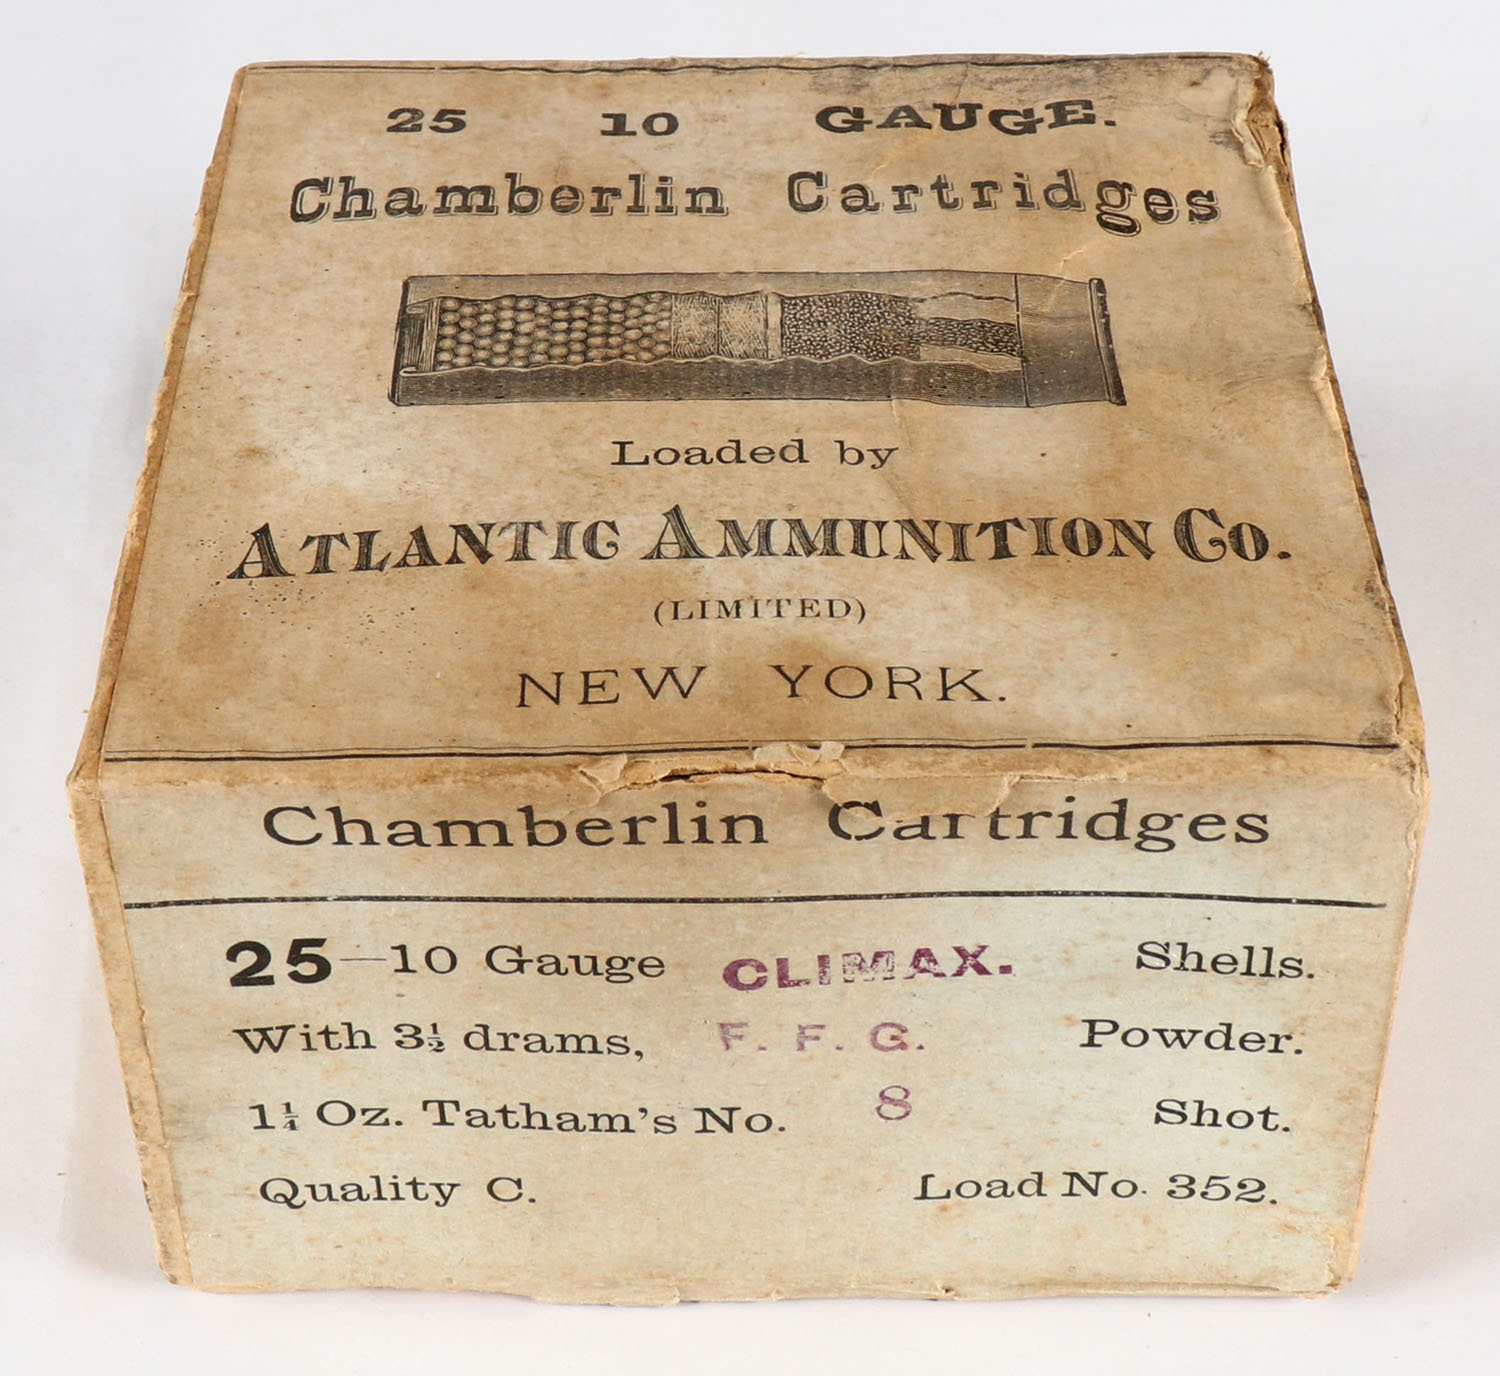 25 10 GAUGE.
Chamberlin Cartridges
Loaded by
ATLANTIC AMMUNITION CO.
(LIMITED)
NEW YORK.
Chamberlin Cartridges
25—10 Gauge CLIMAX. Shells.
With 3½ drams, F. F. G. Powder.
1¼ Oz. Tatham's No. 8 Shot.
Quality C. Load No. 352.